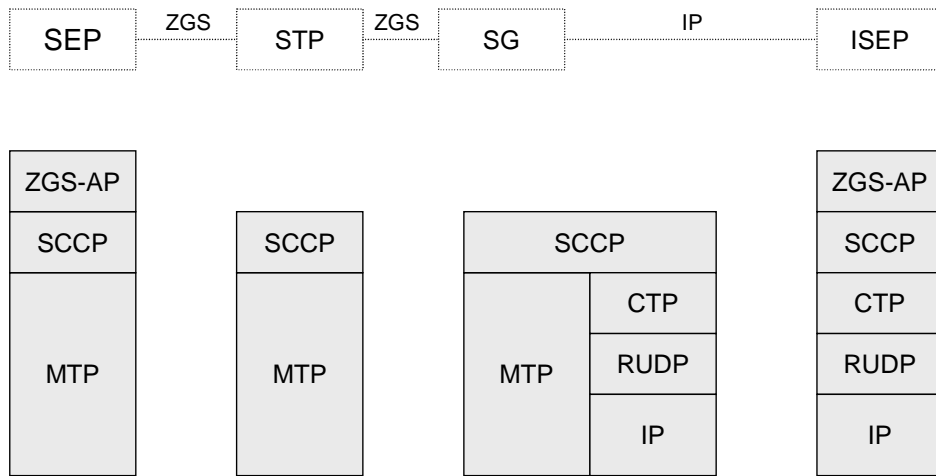 ZGS ZGS IP
SEP STP SG ISEP
ZGS-AP ZGS-AP
SCCP SCCP SCCP SCCP
CTP CTP
MTP MTP MTP RUDP RUDP
IP IP